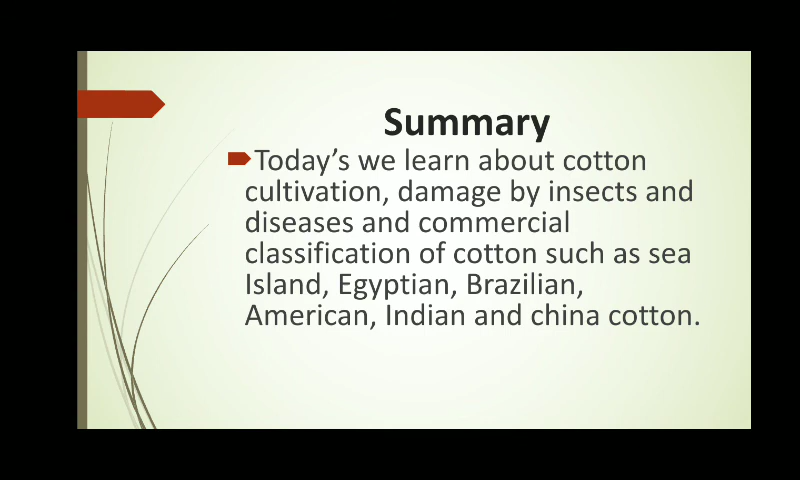 Summary
Today’s we learn about cotton
cultivation, damage by insects and
diseases and commercial
classification of cotton such as sea
Island, Egyptian, Brazilian,
American, Indian and china cotton.